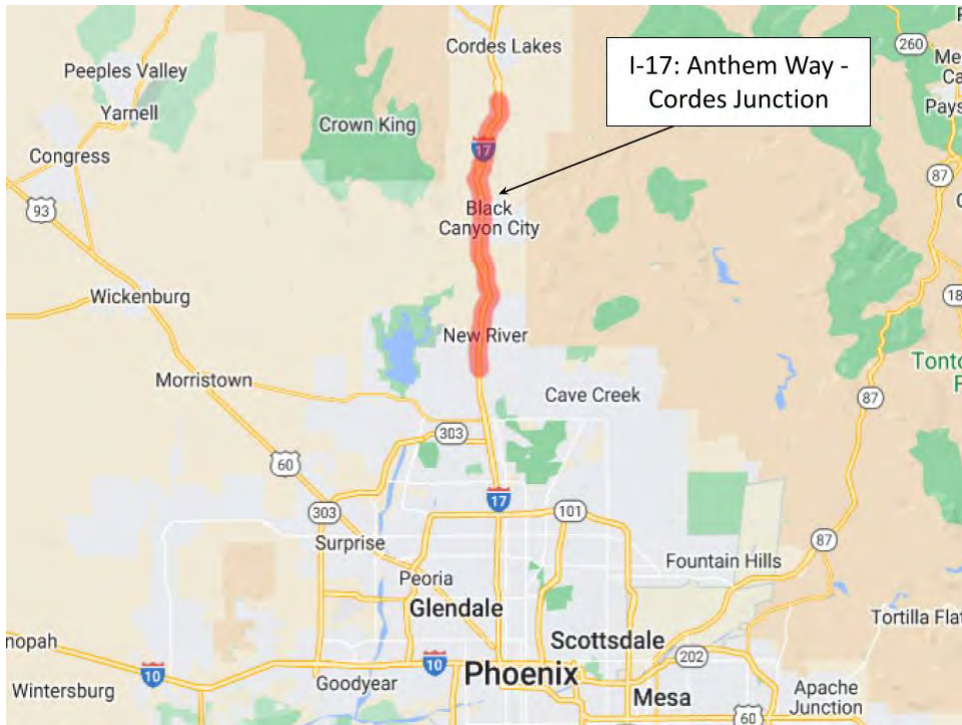 Cordes Lakes
I-17: Anthem Way -
Cordes Junction
260
Peeples Valley
Yarnell
Crown King
Congress
17
87
87
93
Black
Canyon City
Wickenburg
New River
Morristown
Cave Creek
87
303
60
17
303
101
Surprise
87
Fountain Hills
Peoria
Glendale
Scottsdale
Tortilla Flat
10
10
202
Goodyear
Phoenix
Wintersburg
Mesa
Apache
Junction
60